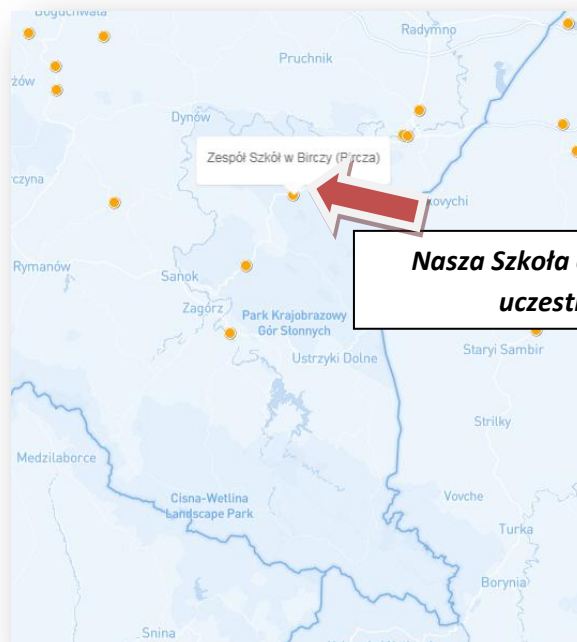 Boguchwała
Radymno
Pruchnik
Dynów
Zespół Szkół w Birczy (Bircza)
Rymanów
Sanok
Zagórz
Park Krajobrazowy
Gór Słonnych
Ustrzyki Dolne
Nasza Szkoła
uczest
Staryi Sambir
Strilky
Medzilaborce
Vovche
Cisna-Wetlina
Landscape Park
Turka
Borynia
Snina